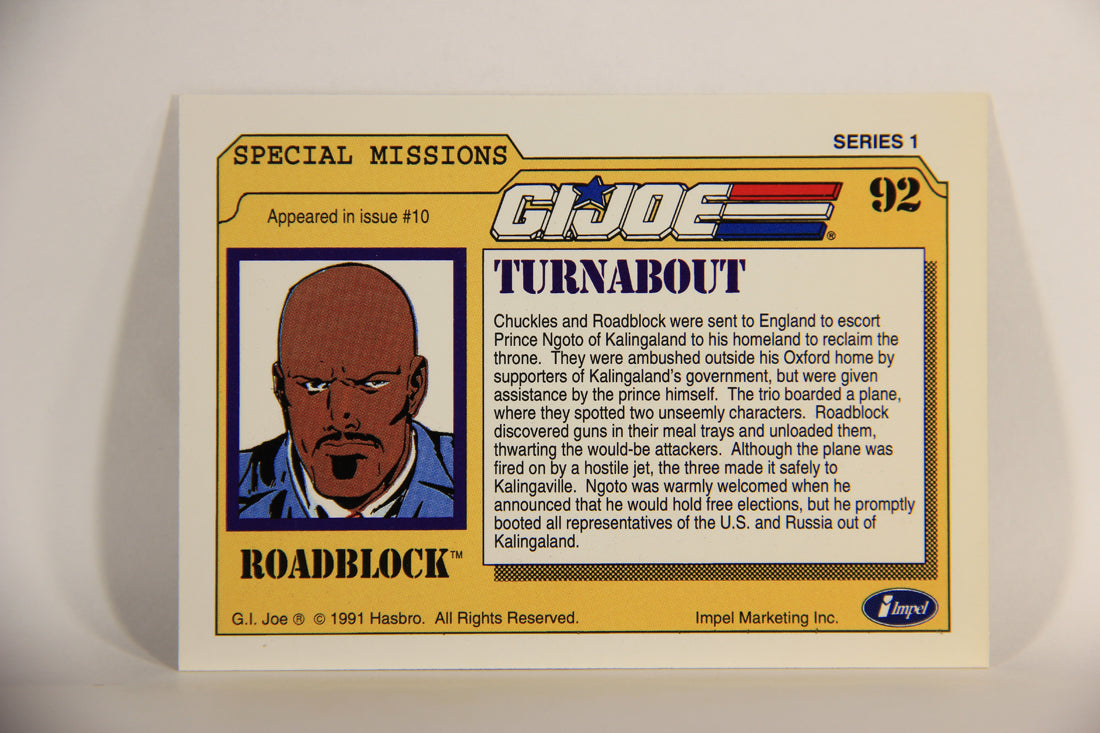 SPECIAL MISSIONS
SERIES 1
Appeared in issue #10
G.I. JOE ®
92
TURNABOUT
Chuckles and Roadblock were sent to England to escort
Prince Ngoto of Kalingaland to his homeland to reclaim the
throne. They were ambushed outside his Oxford home by
supporters of Kalingaland's government, but were given
assistance by the prince himself. The trio boarded a plane,
where they spotted two unseemly characters. Roadblock
discovered guns in their meal trays and unloaded them,
thwarting the would-be attackers. Although the plane was
fired on by a hostile jet, the three made it safely to
Kalingaville. Ngoto was warmly welcomed when he
announced that he would hold free elections, but he promptly
booted all representatives of the U.S. and Russia out of
Kalingaland.
ROADBLOCK™
G.I. Joe ® © 1991 Hasbro. All Rights Reserved.
Impel Marketing Inc.
Impel